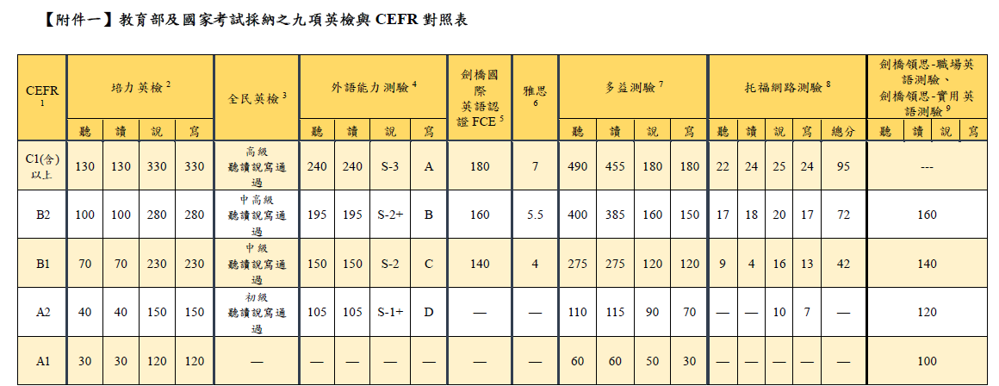 【附件一】教育部及國家考試採納之九項英檢與 CEFR 對照表
CEFR 1 培力英檢 2 全民英檢 3 外語能力測驗 4 劍橋國際英語認證 FCE 5 雅思 6 多益測驗 7 托福網路測驗 8 劍橋領思-職場英語測驗、劍橋領思-實用英語測驗 9
聽 讀 說 寫 聽 讀 說 寫 聽 讀 說 寫 聽 讀 說 寫 總分 聽 讀 說 寫
C1(含)以上 130 130 330 330 高級聽讀說寫通過 240 240 S-3 A 180 7 490 455 180 180 22 24 25 24 95 ---
B2 100 100 280 280 中高級聽讀說寫通過 195 195 S-2+ B 160 5.5 400 385 160 150 17 18 20 17 72 160
B1 70 70 230 230 中級聽讀說寫通過 150 150 S-2 C 140 4 275 275 120 120 9 4 16 13 42 140
A2 40 40 150 150 初級聽讀說寫通過 105 105 S-1+ D — — 110 115 90 70 — — 10 7 — 120
A1 30 30 120 120 — — — — — — — 60 60 50 30 — — — — — 100